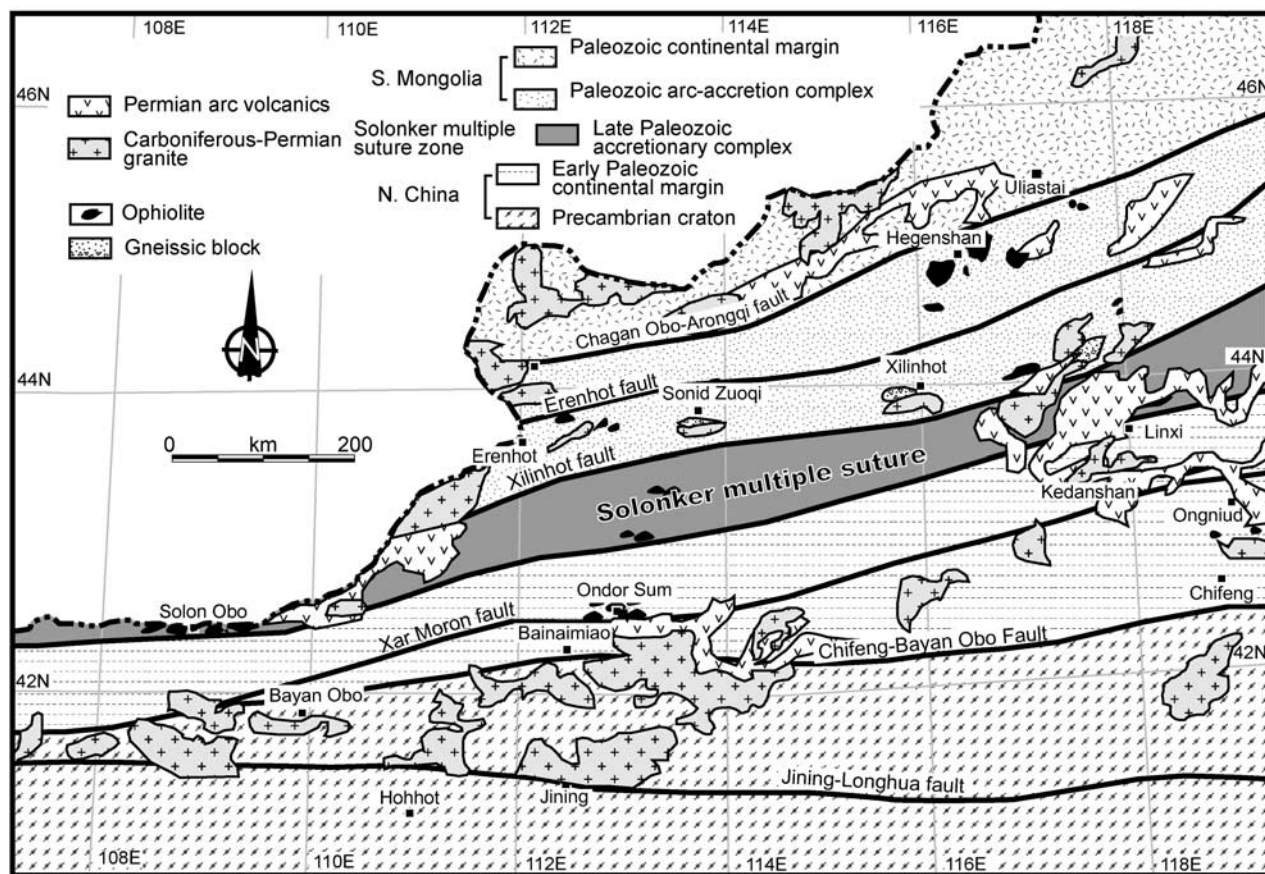 108E 110E 112E 114E 116E 118E
S. Mongolia
Paleozoic continental margin
Paleozoic arc-accretion complex
Permian arc volcanics
Carboniferous-Permian
granite
Solonker multiple
suture zone
Late Paleozoic
accretionary complex
N. China
Early Paleozoic
continental margin
Precambrian craton
Ophiolite
Gneissic block
46N
46N
Uliastai
Hegenshan
N
Chagan Obo-Arongqi fault
44N
44N
Erenhot fault
Xilinhot
Sonid Zuoqi
0 km 200
Erenhot
Xilinhot fault
Linxi
Solonker multiple suture
Kedanshan
Ongniud
Solon Obo
Ondor Sum
Chifeng
Xar Moron fault
Bainaimiao
Chifeng-Bayan Obo Fault
42N
42N
Bayan Obo
Jining-Longhua fault
Hohhot
Jining
108E 110E 112E 114E 116E 118E